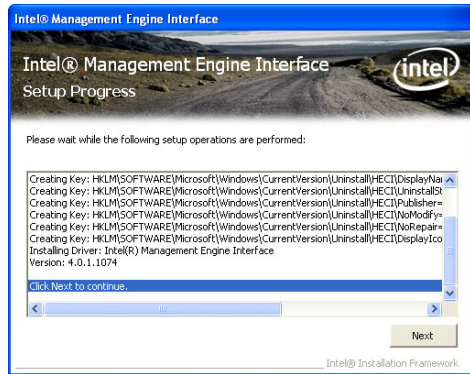 Intel® Management Engine Interface
Intel® Management Engine Interface
Setup Progress
intel
Please wait while the following setup operations are performed:
Creating Key: HKLM\SOFTWARE\Microsoft\Windows\CurrentVersion\Uninstall\HECI\DisplayNa
Creating Key: HKLM\SOFTWARE\Microsoft\Windows\CurrentVersion\Uninstall\HECI\UninstallSt
Creating Key: HKLM\SOFTWARE\Microsoft\Windows\CurrentVersion\Uninstall\HECI\Publisher=
Creating Key: HKLM\SOFTWARE\Microsoft\Windows\CurrentVersion\Uninstall\HECI\NoModify=
Creating Key: HKLM\SOFTWARE\Microsoft\Windows\CurrentVersion\Uninstall\HECI\NoRepair=
Creating Key: HKLM\SOFTWARE\Microsoft\Windows\CurrentVersion\Uninstall\HECI\DisplayIco
Installing Driver: Intel(R) Management Engine Interface
Version: 4.0.1.1074
Click Next to continue.
Next
Intel® Installation Framework